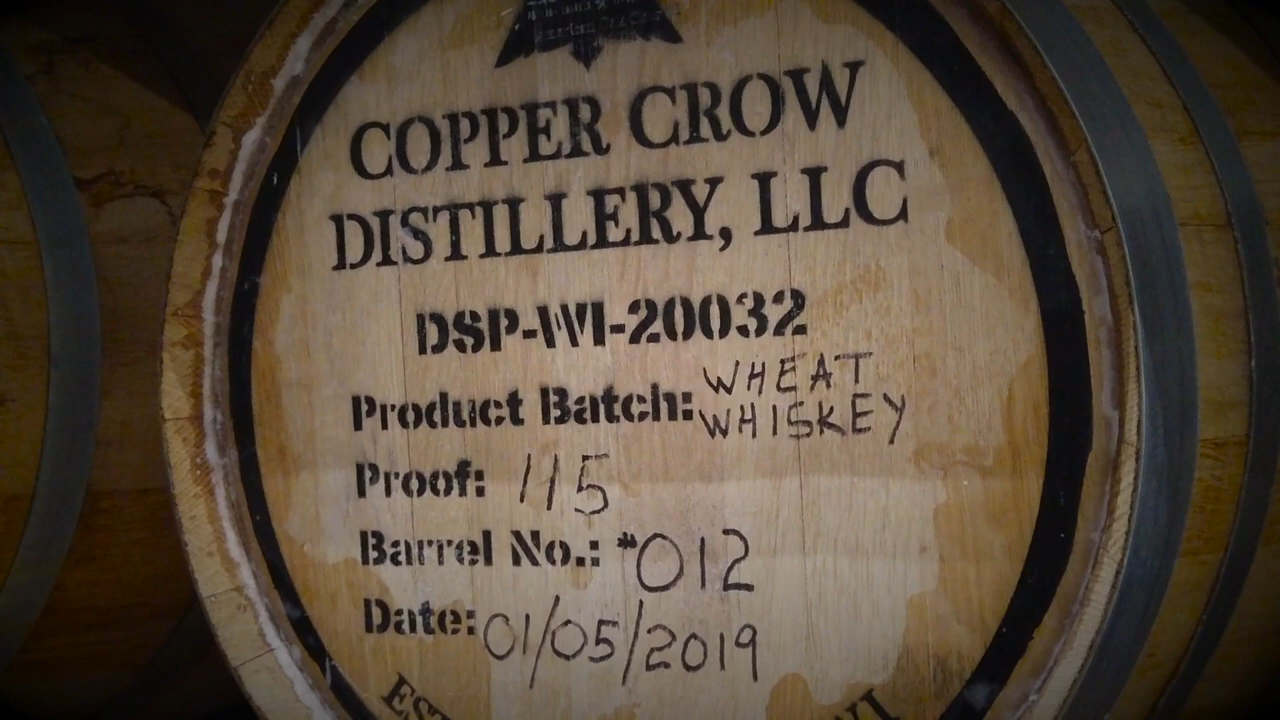 COPPER CROW
DISTILLERY, LLC
DSP-WI-20032
Product Batch: WHEAT
WHISKEY
Proof: 115
Barrel No.: *012
Date: 01/05/2019
WI